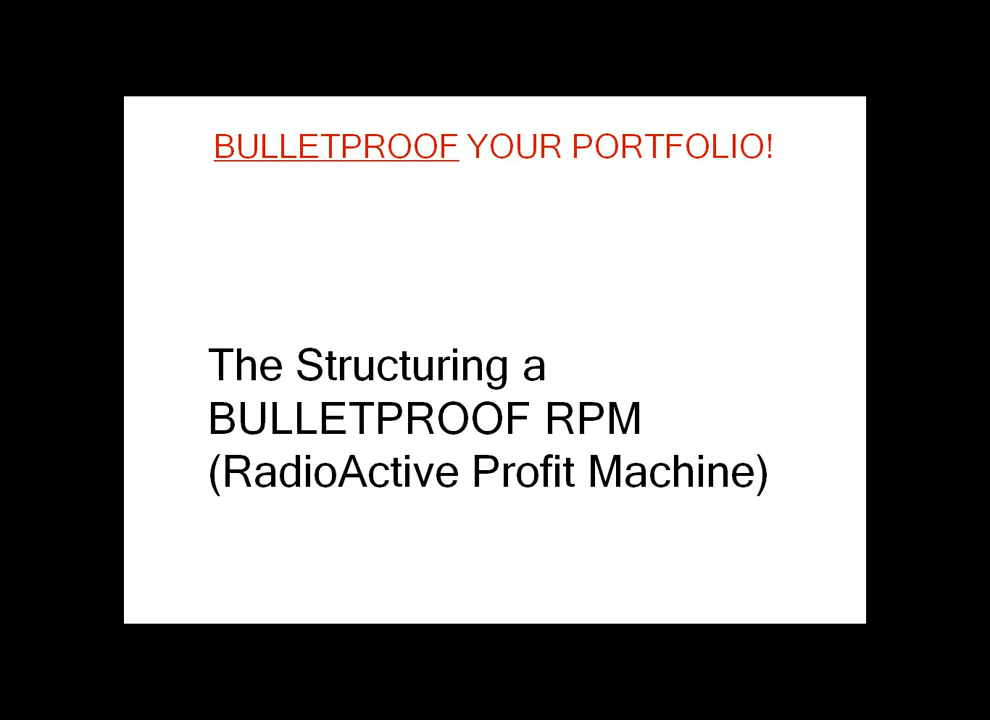 BULLETPROOF YOUR PORTFOLIO!
The Structuring a
BULLETPROOF RPM
(RadioActive Profit Machine)